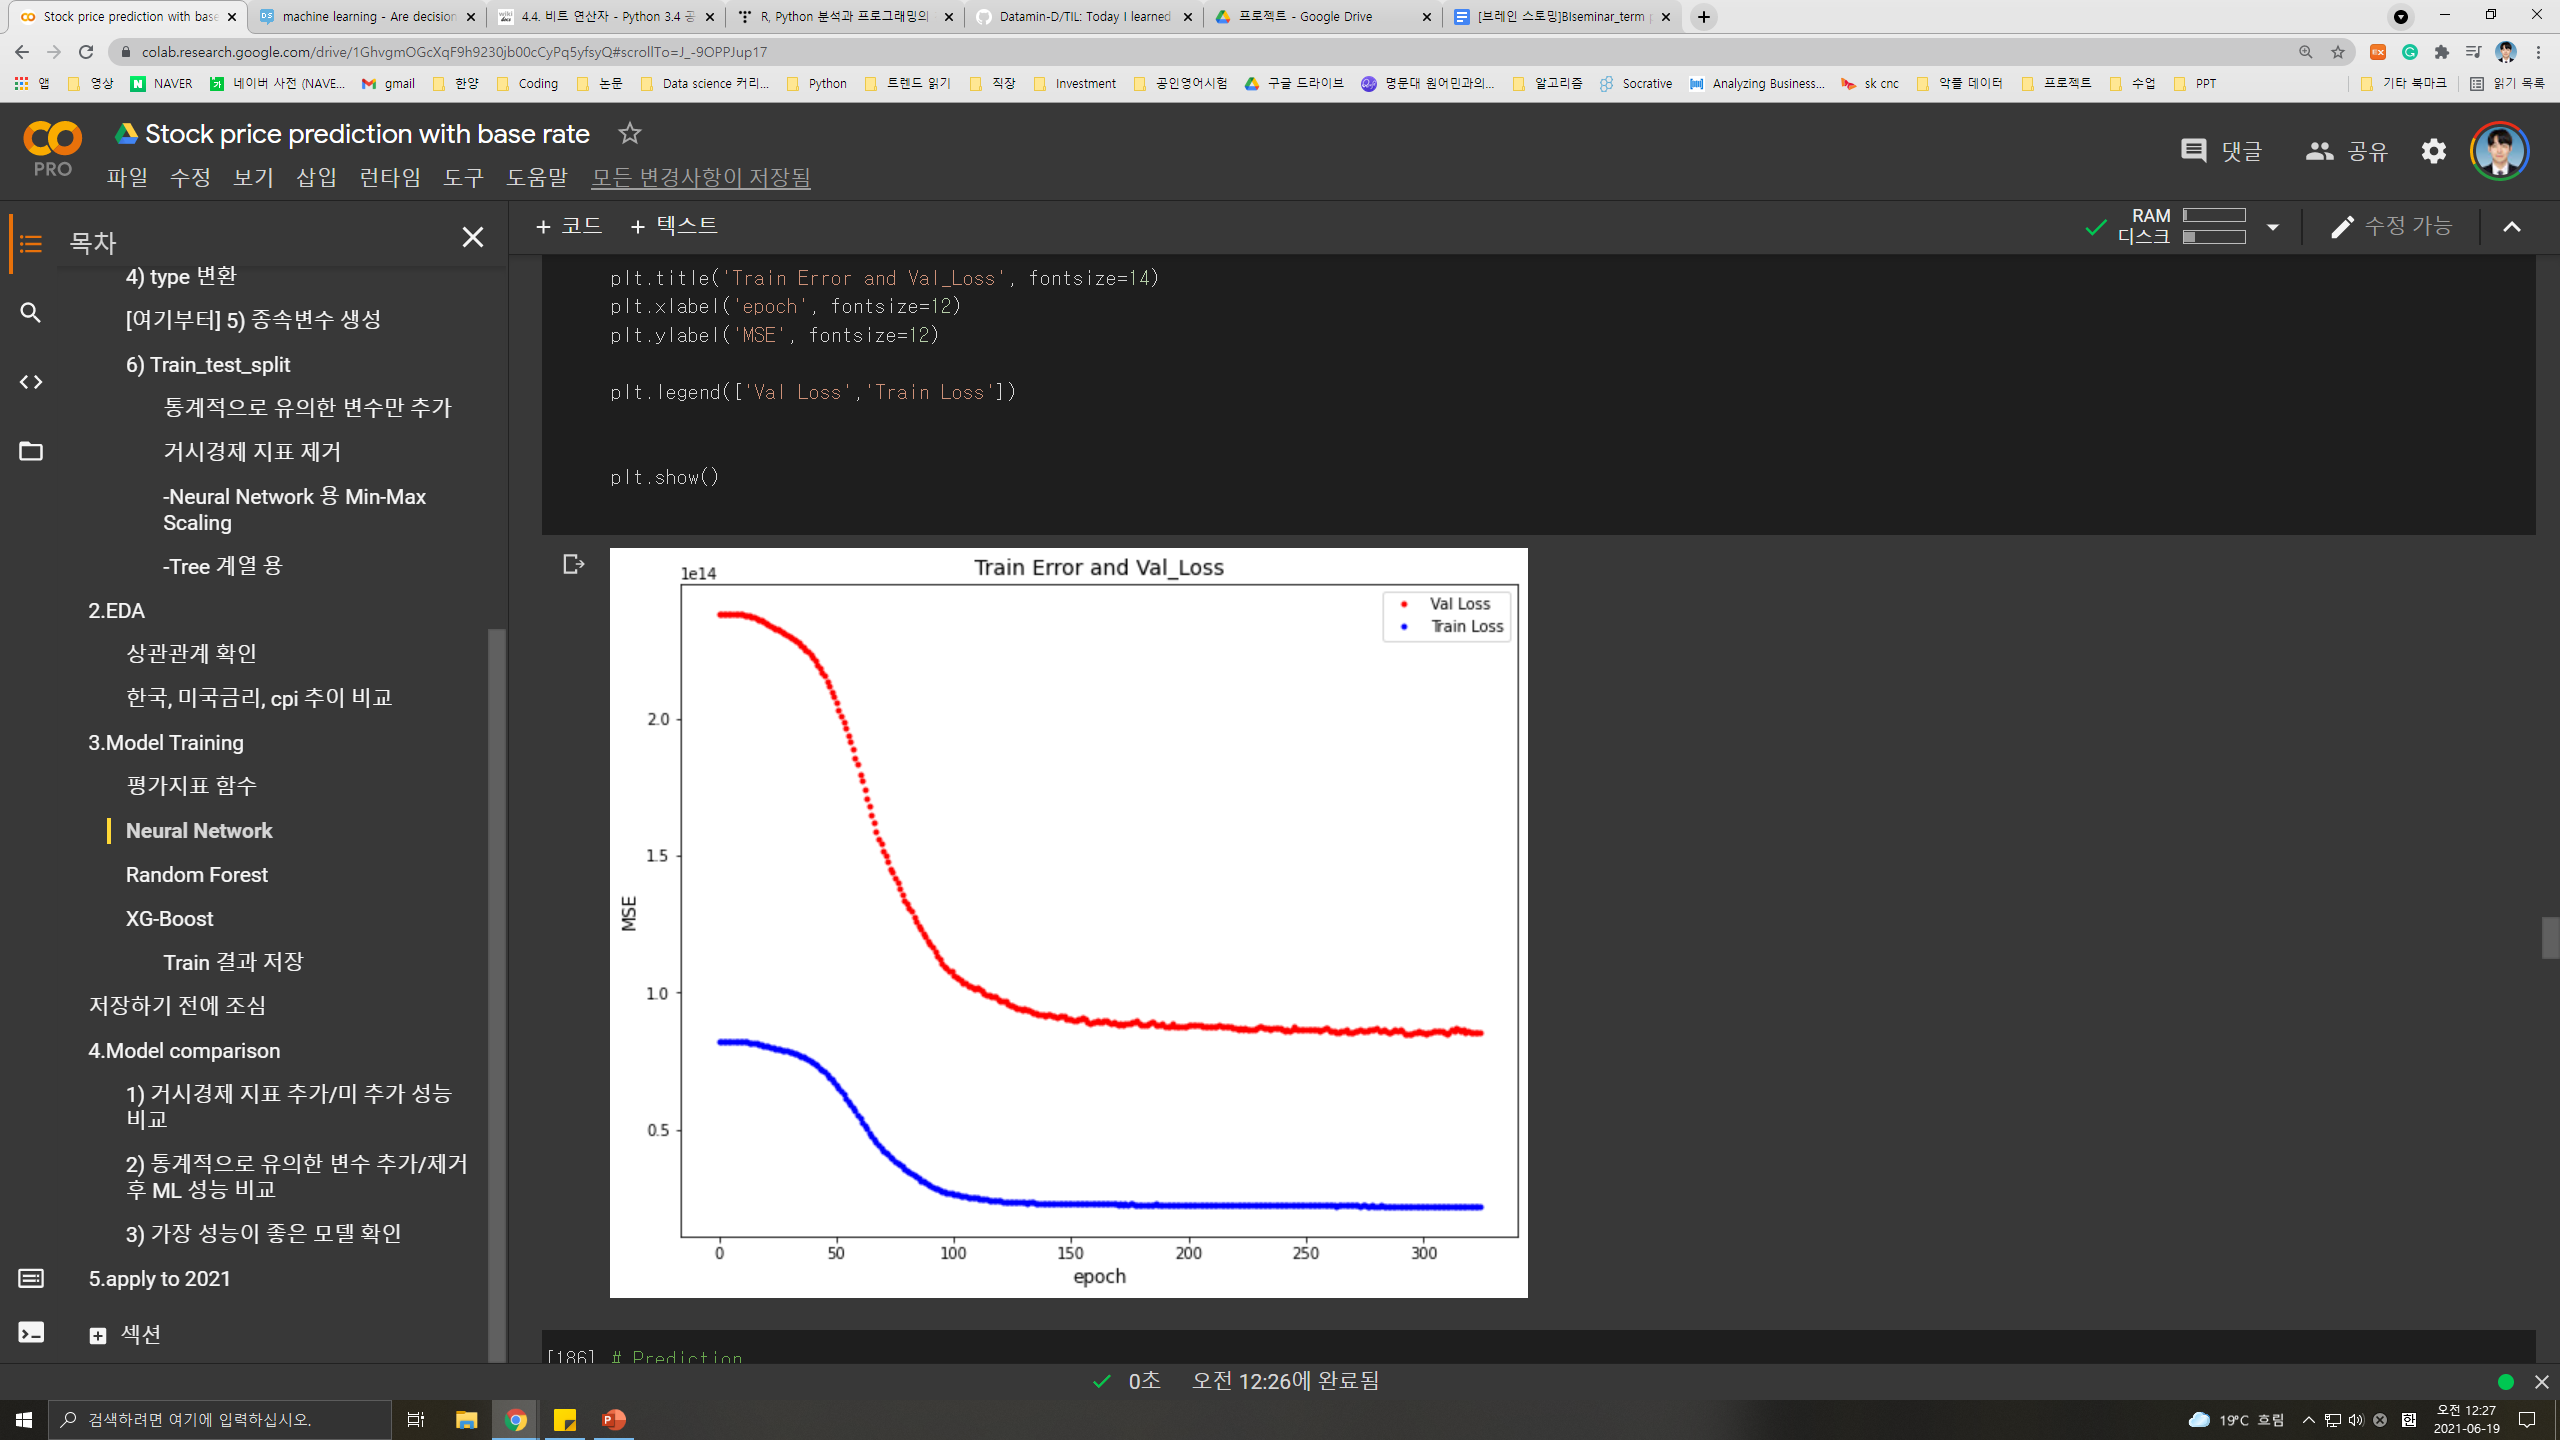 Stock price prediction with base
machine learning - Are decision
4.4. 비트 연산자 - Python 3.4 공
R, Python 분석과 프로그래밍의
Datamin-D/TIL: Today I learned
프로젝트 - Google Drive
[브레인 스토밍]BIseminar_term p
colab.research.google.com/drive/1GhvgmOGcXqF9h9230jb00cCyPq5yfsyQ#scrollTo=J_-9OPPJup17
앱
영상
NAVER
네이버 사전 (NAVE...
gmail
한양
Coding
논문
Data science 커리...
Python
트렌드 읽기
직장
Investment
공인영어시험
구글 드라이브
명문대 원어민과의...
알고리즘
Socrative
Analyzing Business...
sk cnc
악플 데이터
프로젝트
수업
PPT
기타 북마크
읽기 목록
PRO
Stock price prediction with base rate
파일 수정 보기 삽입 런타임 도구 도움말 모든 변경사항이 저장됨
댓글
공유
목차
+ 코드 + 텍스트
RAM
디스크
수정 가능
4) type 변환
[여기부터] 5) 종속변수 생성
6) Train_test_split
통계적으로 유의한 변수만 추가
거시경제 지표 제거
-Neural Network 용 Min-Max
Scaling
-Tree 계열 용
2.EDA
상관관계 확인
한국, 미국금리, cpi 추이 비교
3.Model Training
평가지표 함수
Neural Network
Random Forest
XG-Boost
Train 결과 저장
저장하기 전에 조심
4.Model comparison
1) 거시경제 지표 추가/미 추가 성능
비교
2) 통계적으로 유의한 변수 추가/제거
후 ML 성능 비교
3) 가장 성능이 좋은 모델 확인
5.apply to 2021
섹션
plt.title('Train Error and Val_Loss', fontsize=14)
plt.xlabel('epoch', fontsize=12)
plt.ylabel('MSE', fontsize=12)
plt.legend(['Val Loss','Train Loss'])
plt.show()
Train Error and Val_Loss
1e14
Val Loss
Train Loss
2.0
1.5
1.0
0.5
MSE
0 50 100 150 200 250 300
epoch
[186] # Prediction
0초 오전 12:26에 완료됨
검색하려면 여기에 입력하십시오.
19°C 흐림
한
오전 12:27
2021-06-19